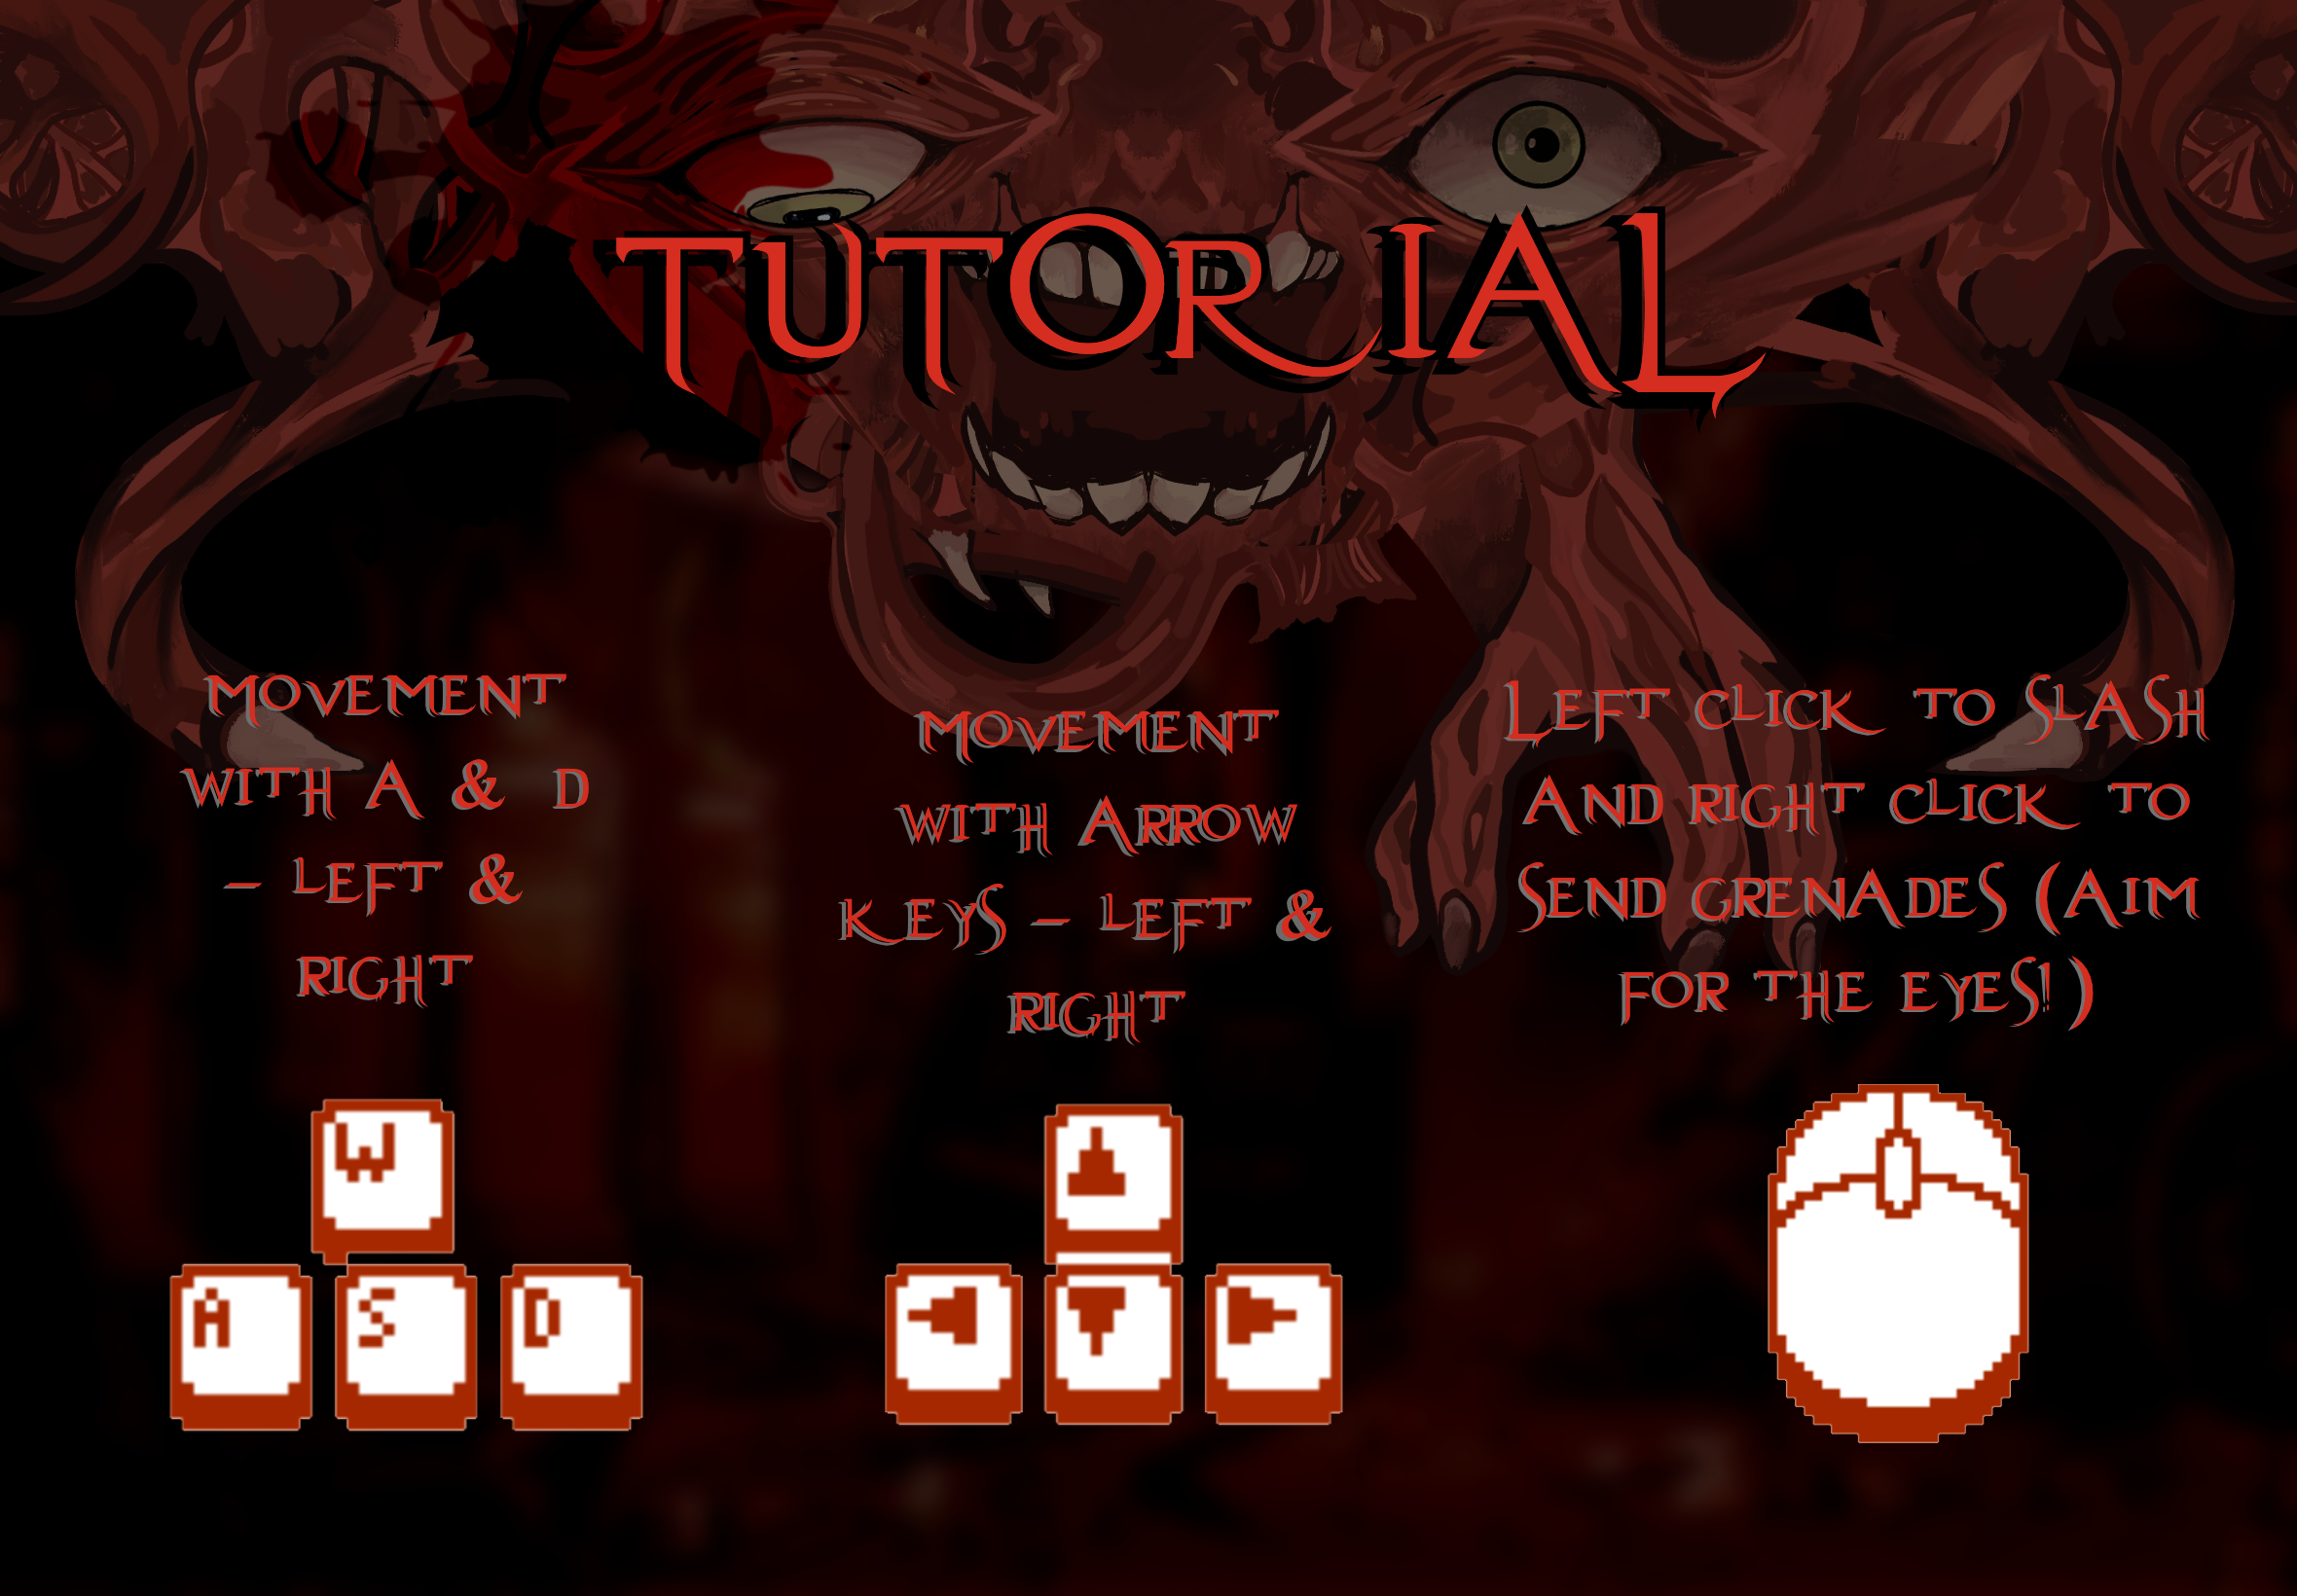 TUTORIAL
MOVEMENT
WITH A & D
- LEFT &
RIGHT
MOVEMENT
WITH ARROW
KEYS - LEFT &
RIGHT
LEFT CLICK TO SLASH
AND RIGHT CLICK TO
SEND GRENADES (AIM
FOR THE EYES!)
W
A S D